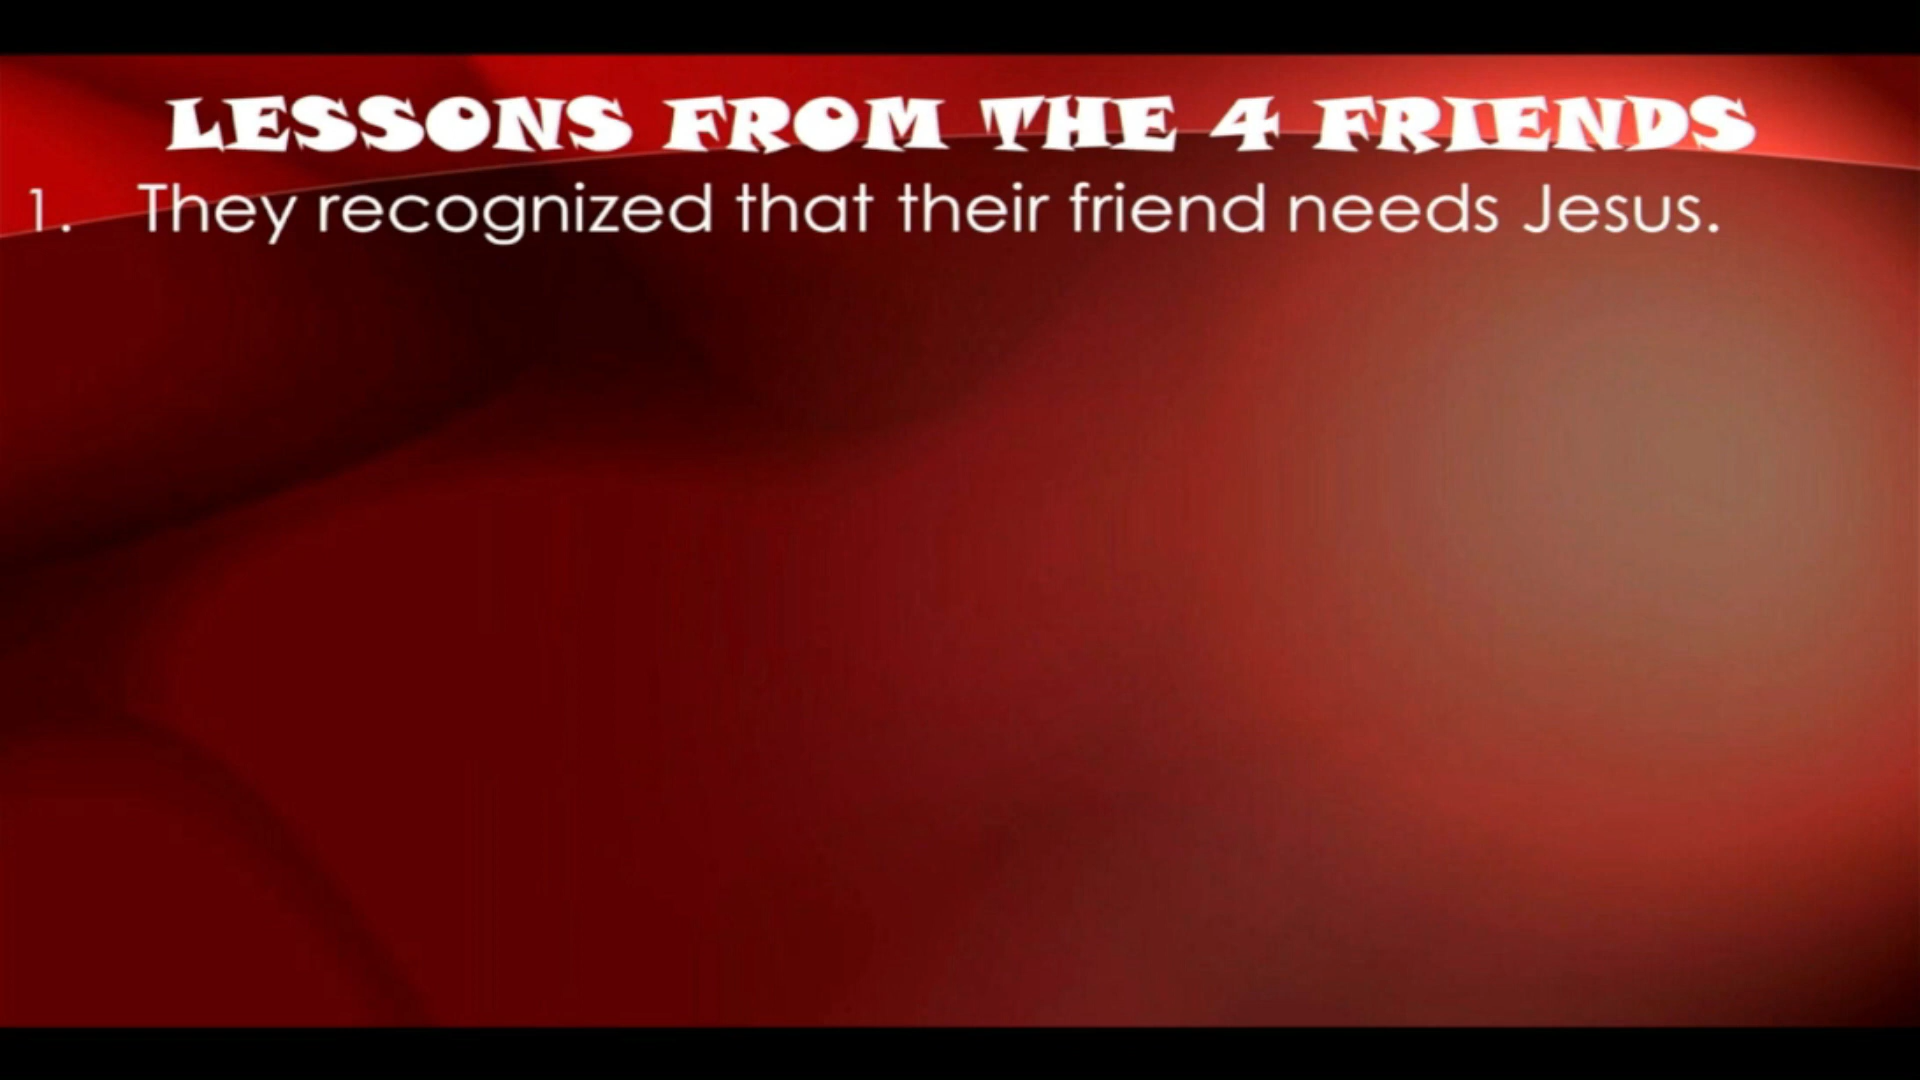 LESSONS FROM THE 4 FRIENDS
1. They recognized that their friend needs Jesus.